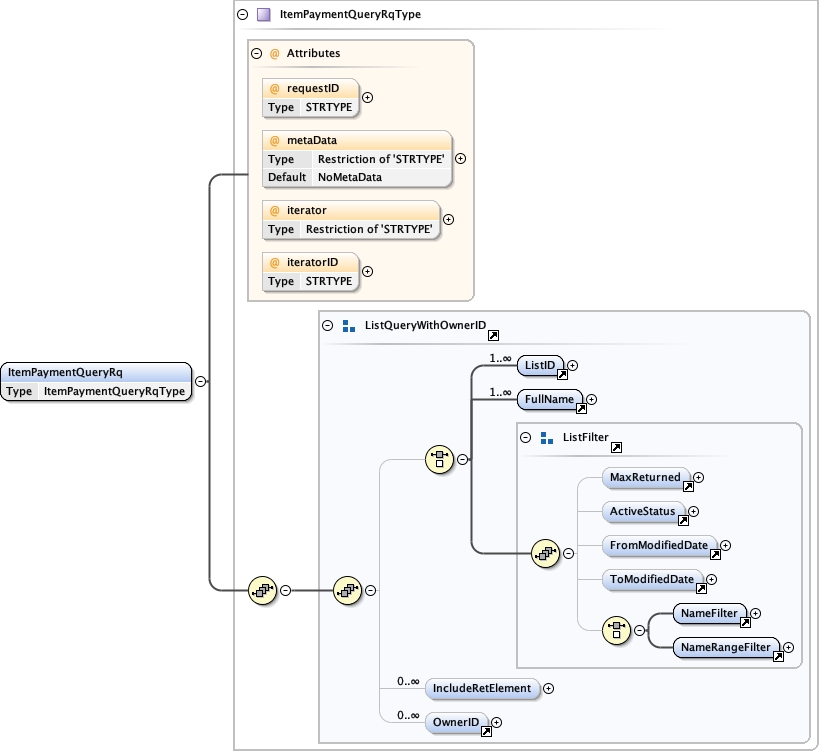 ItemPaymentQueryRqType
@ Attributes
@ requestID
Type STRTYPE
@ metaData
Type Restriction of 'STRTYPE'
Default NoMetaData
@ iterator
Type Restriction of 'STRTYPE'
@ iteratorID
Type STRTYPE
ItemPaymentQueryRq
Type ItemPaymentQueryRqType
ListQueryWithOwnerID
1..∞
ListID
1..∞
FullName
ListFilter
MaxReturned
ActiveStatus
FromModifiedDate
ToModifiedDate
NameFilter
NameRangeFilter
0..∞
IncludeRetElement
0..∞
OwnerID